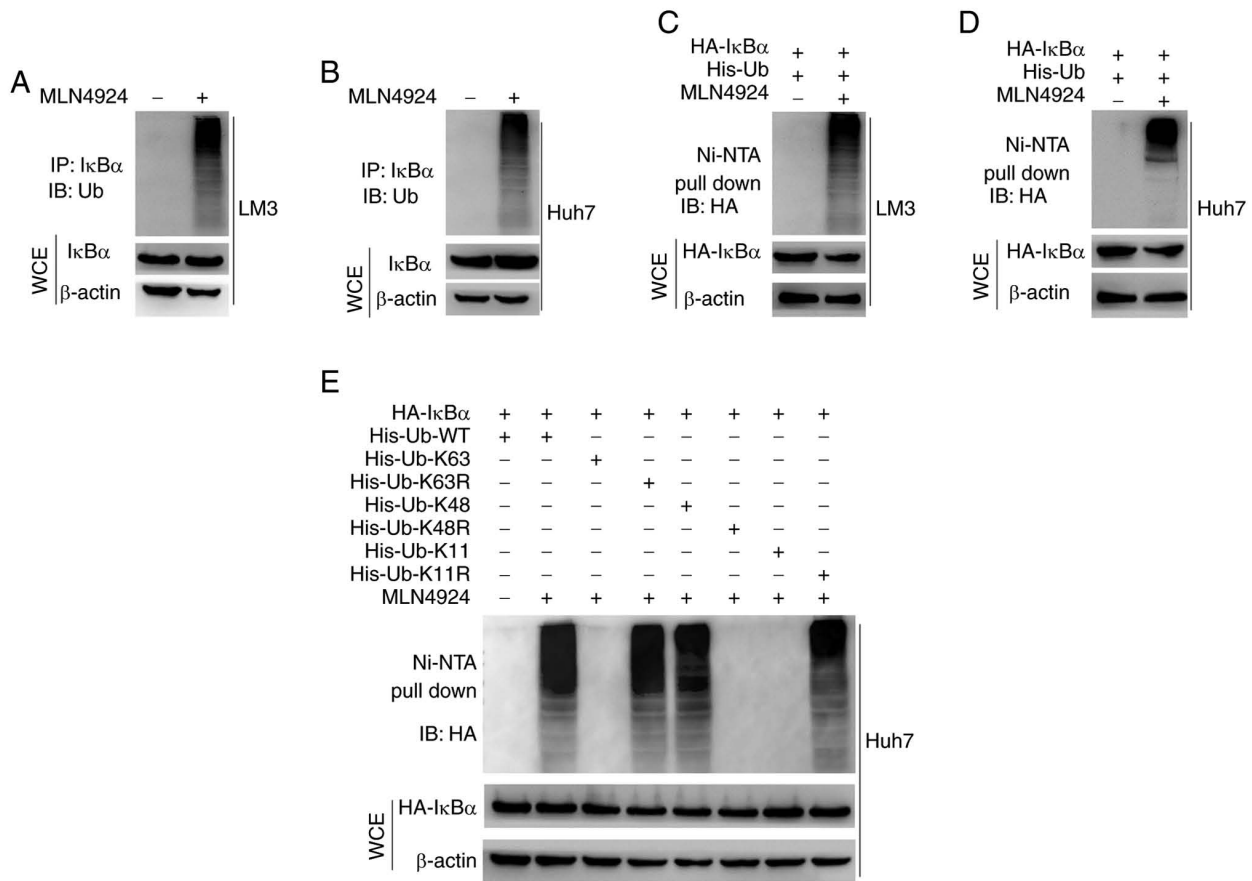 A
MLN4924 – +
IP: IκBα
IB: Ub
IκBα
β-actin
WCE
LM3
B
MLN4924 – +
IP: IκBα
IB: Ub
IκBα
β-actin
WCE
Huh7
C
HA-IκBα + +
His-Ub + +
MLN4924 – +
Ni-NTA
pull down
IB: HA
HA-IκBα
β-actin
WCE
LM3
D
HA-IκBα + +
His-Ub + +
MLN4924 – +
Ni-NTA
pull down
IB: HA
HA-IκBα
β-actin
WCE
Huh7
E
HA-IκBα + + + + + + + +
His-Ub-WT + + – – – – – –
His-Ub-K63 – – + – – – – –
His-Ub-K63R – – – + – – – –
His-Ub-K48 – – – – + – – –
His-Ub-K48R – – – – – + – –
His-Ub-K11 – – – – – – + –
His-Ub-K11R – – – – – – – +
MLN4924 – + + + + + + +
Ni-NTA
pull down
IB: HA
HA-IκBα
β-actin
WCE
Huh7